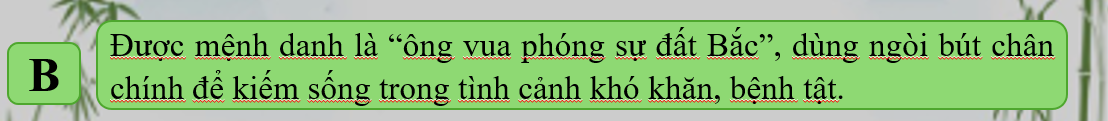 B
Được mệnh danh là “ông vua phóng sự đất Bắc”, dùng ngòi bút chân
chính để kiếm sống trong tình cảnh khó khăn, bệnh tật.